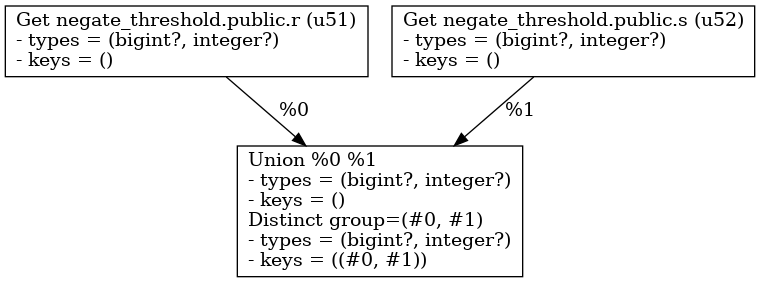 Get negate_threshold.public.r (u51)
- types = (bigint?, integer?)
- keys = ()
Get negate_threshold.public.s (u52)
- types = (bigint?, integer?)
- keys = ()
%0
%1
Union %0 %1
- types = (bigint?, integer?)
- keys = ()
Distinct group=(#0, #1)
- types = (bigint?, integer?)
- keys = ((#0, #1))